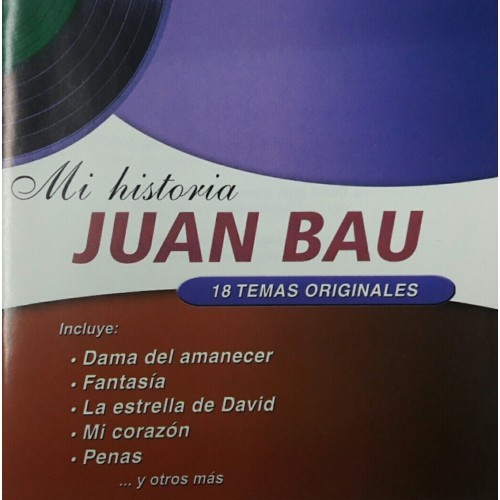 Mi historia
JUAN BAU
18 TEMAS ORIGINALES
Incluye:
• Dama del amanecer
• Fantasía
• La estrella de David
• Mi corazón
• Penas
... y otros más